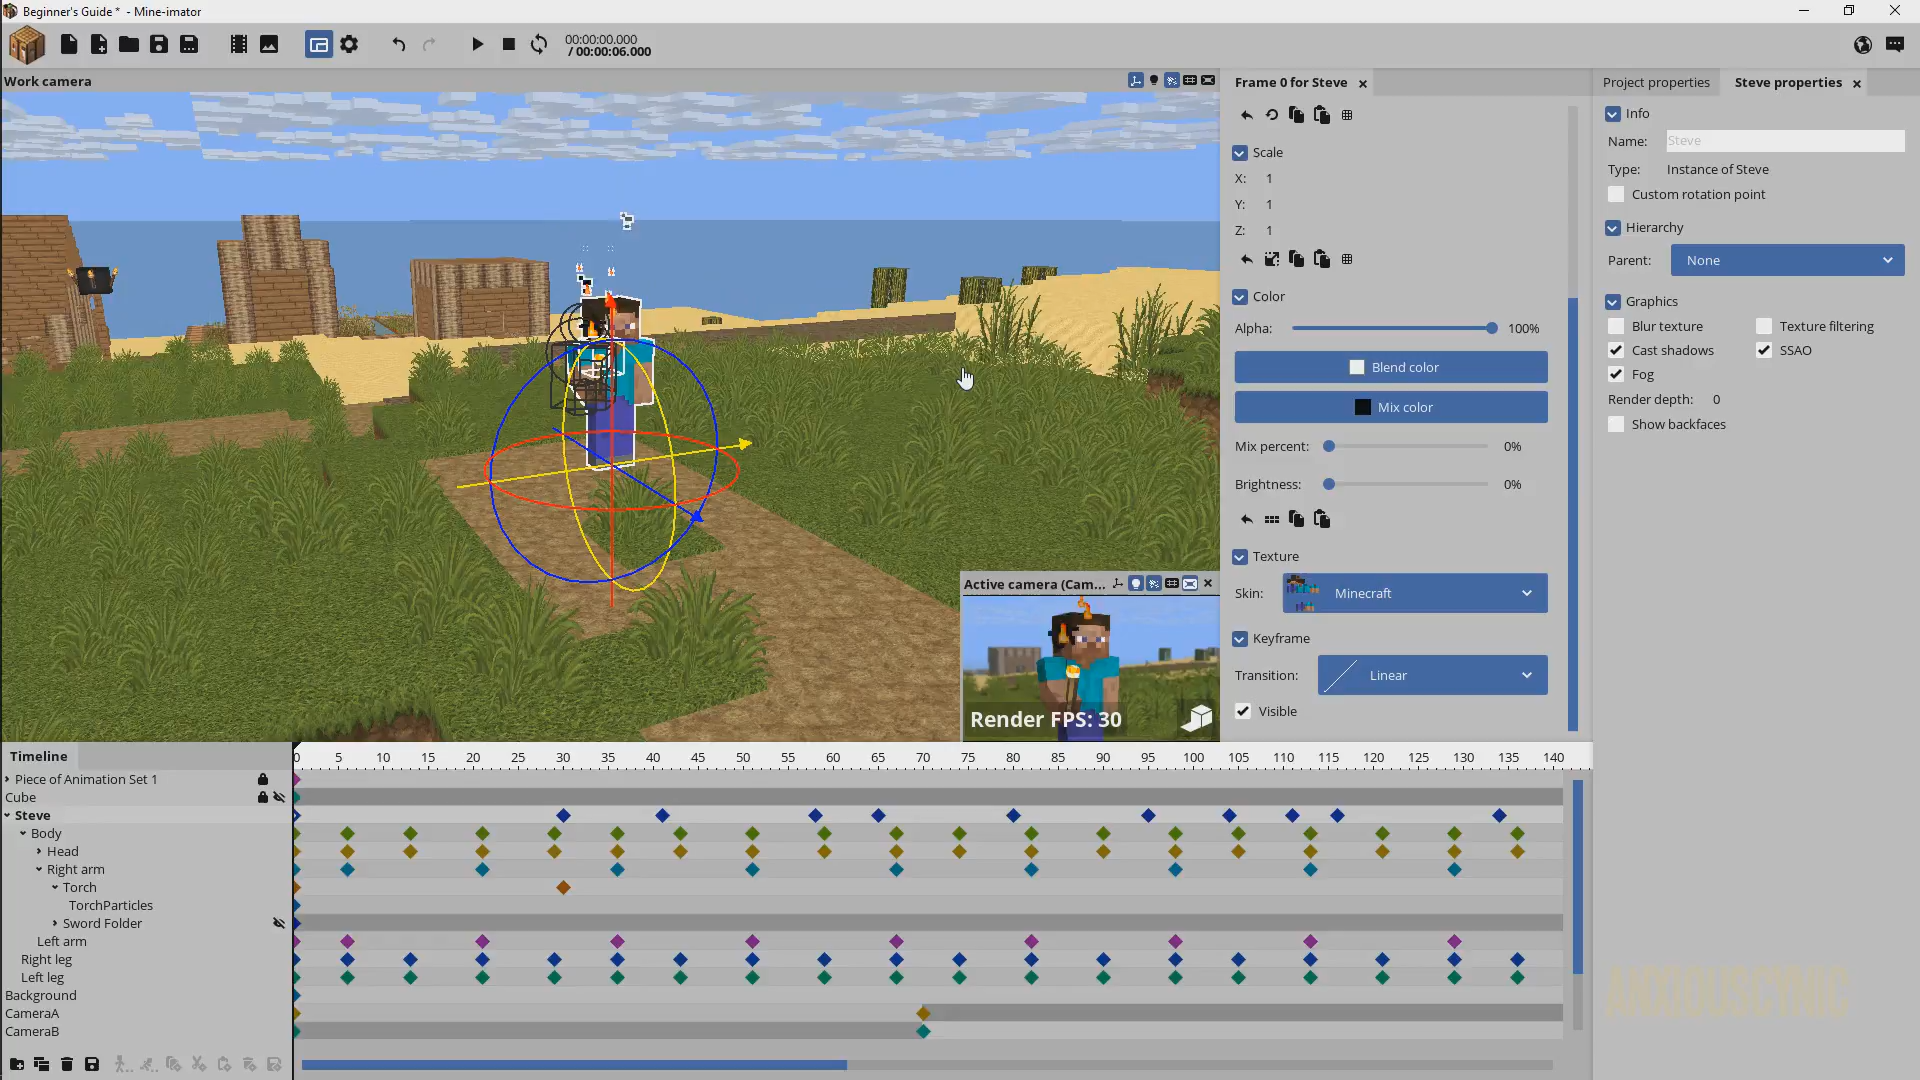 Beginner's Guide * - Mine-imator
00:00:00.000
/ 00:00:06.000
Work camera
Frame 0 for Steve
Project properties
Steve properties
Scale
X: 1
Y: 1
Z: 1
Color
Alpha: 100%
Blend color
Mix color
Mix percent: 0%
Brightness: 0%
Texture
Skin: Minecraft
Keyframe
Transition: Linear
Visible
Info
Name: Steve
Type: Instance of Steve
Custom rotation point
Hierarchy
Parent: None
Graphics
Blur texture
Texture filtering
Cast shadows
SSAO
Fog
Render depth: 0
Show backfaces
Active camera (Cam...
Render FPS: 30
Timeline
0 5 10 15 20 25 30 35 40 45 50 55 60 65 70 75 80 85 90 95 100 105 110 115 120 125 130 135 140
Piece of Animation Set 1
Cube
Steve
Body
Head
Right arm
Torch
TorchParticles
Sword Folder
Left arm
Right leg
Left leg
Background
CameraA
CameraB